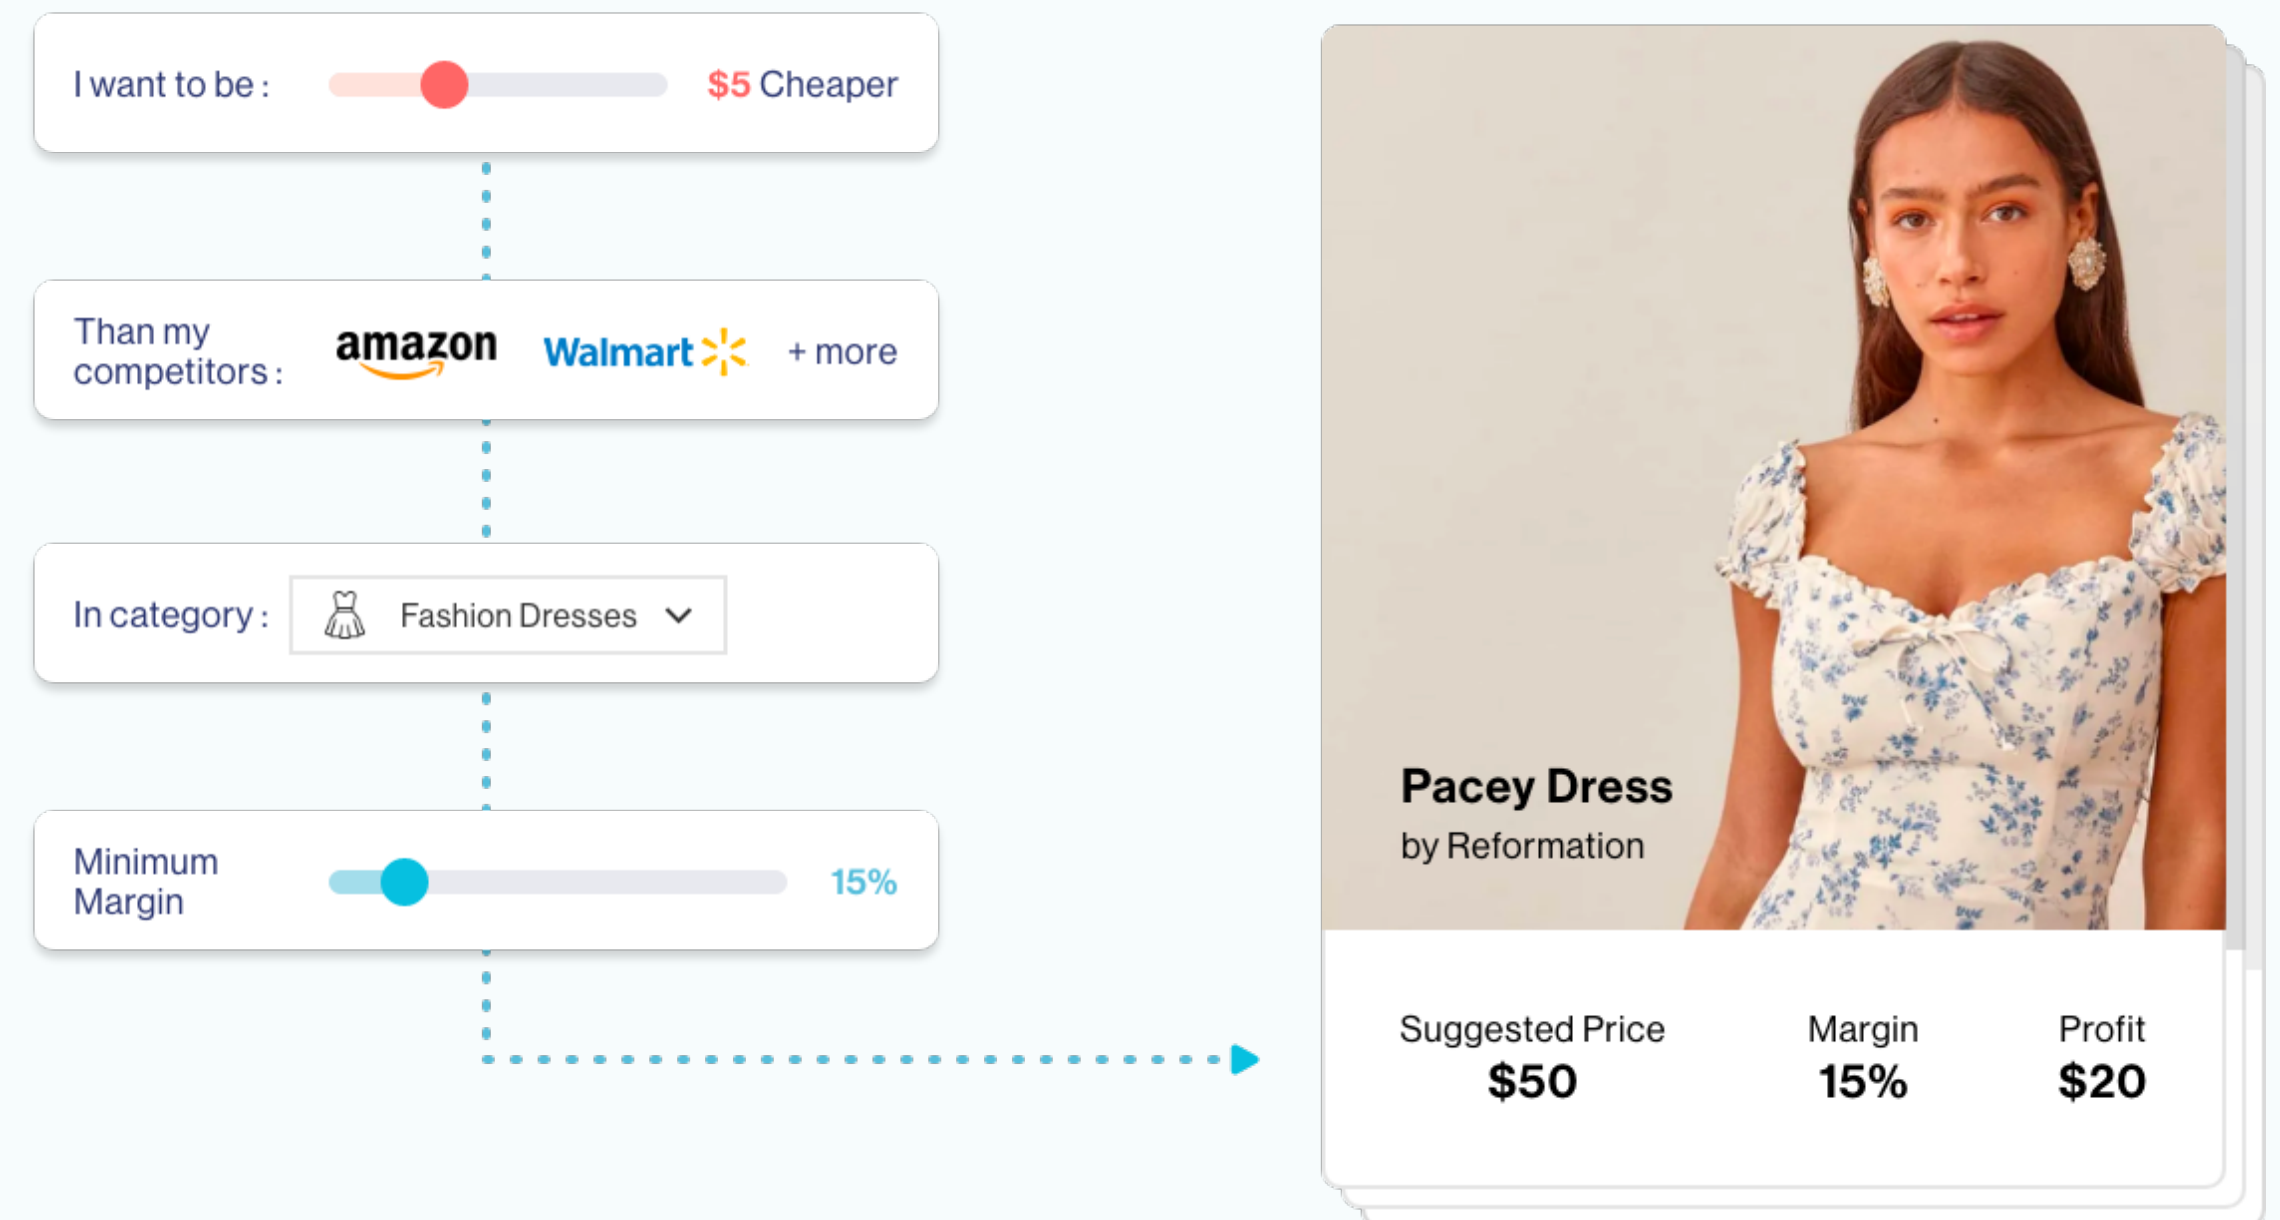 I want to be :
$5 Cheaper
Than my
competitors :
amazon
Walmart
+ more
In category :
Fashion Dresses
Minimum
Margin
15%
Pacey Dress
by Reformation
Suggested Price
$50
Margin
15%
Profit
$20